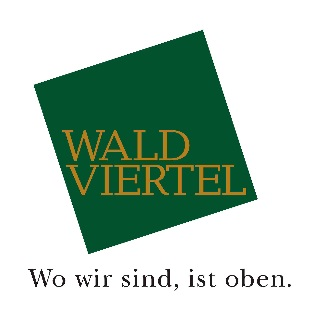 WALD
VIERTEL
Wo wir sind, ist oben.